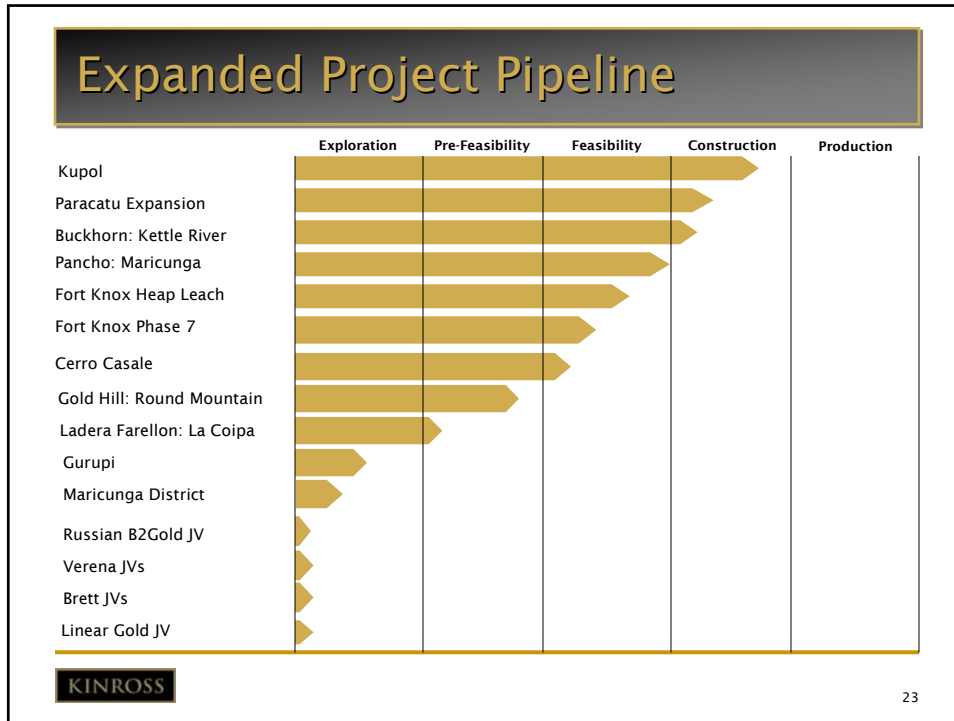 Expanded Project Pipeline
Exploration Pre-Feasibility Feasibility Construction Production
Kupol
Paracatu Expansion
Buckhorn: Kettle River
Pancho: Maricunga
Fort Knox Heap Leach
Fort Knox Phase 7
Cerro Casale
Gold Hill: Round Mountain
Ladera Farellon: La Coipa
Gurupi
Maricunga District
Russian B2Gold JV
Verena JVs
Brett JVs
Linear Gold JV
KINROSS
23